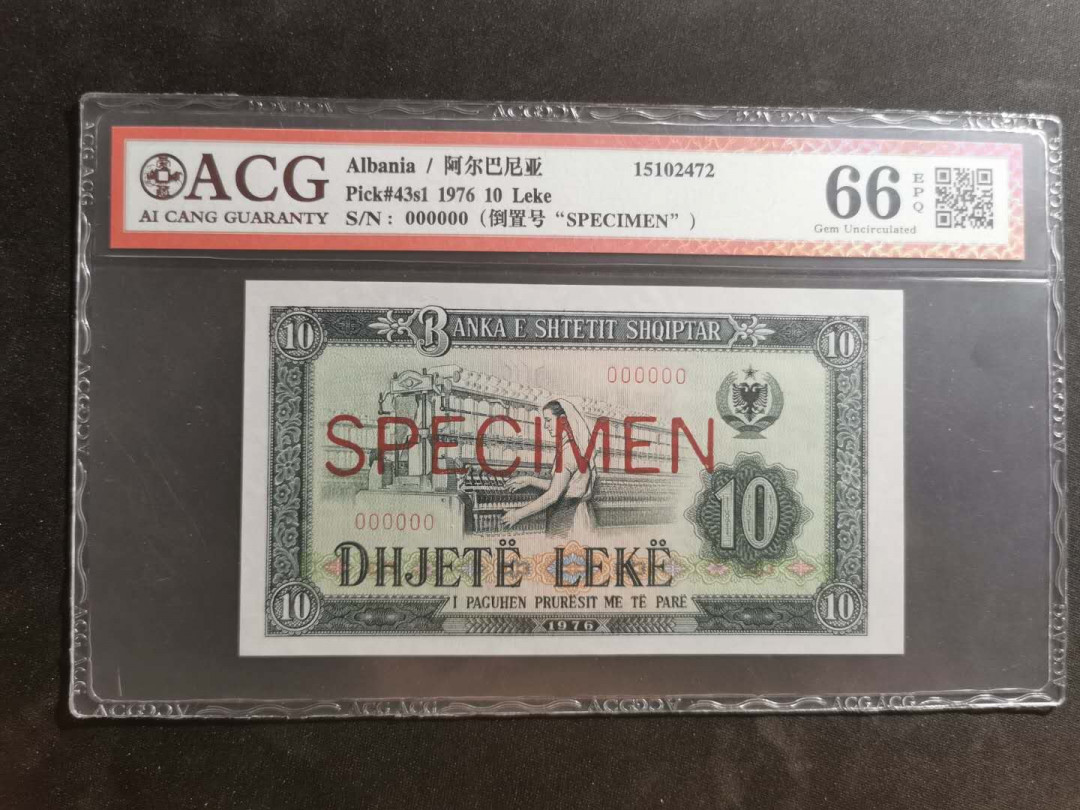 ACG
AI CANG GUARANTY
Albania / 阿尔巴尼亚 15102472
Pick#43s1 1976 10 Leke
S/N: 000000 (倒置号“SPECIMEN”)
66 EPQ
Gem Uncirculated
10 BANKA E SHTETIT SHQIPTAR 10
000000
SPECIMEN
10
000000
DHJETË LEKË
10 I PAGUHEN PRURËSIT ME TË PARË 10
1976